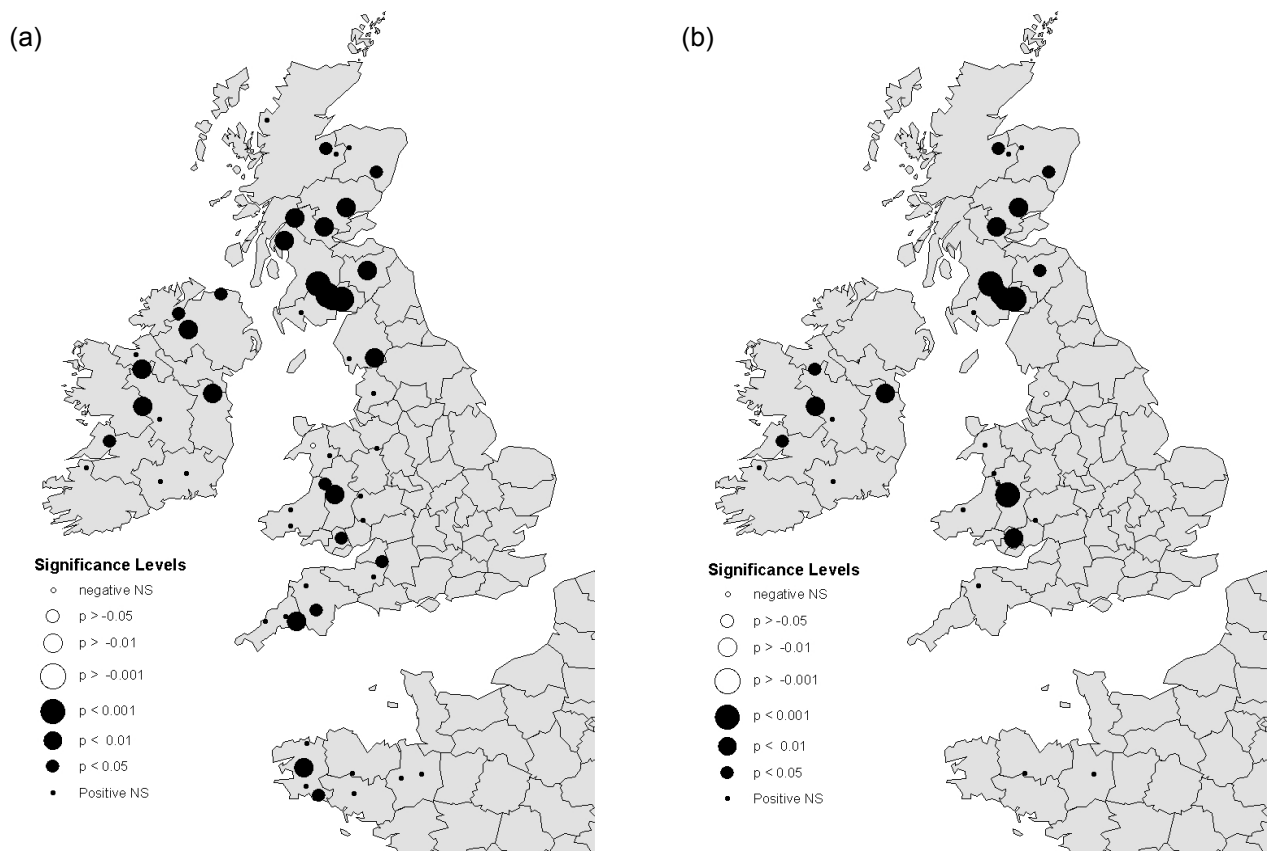 (a)
(b)
Significance Levels
negative NS
p > -0.05
p > -0.01
p > -0.001
p < 0.001
p < 0.01
p < 0.05
Positive NS
Significance Levels
negative NS
p > -0.05
p > -0.01
p > -0.001
p < 0.001
p < 0.01
p < 0.05
Positive NS